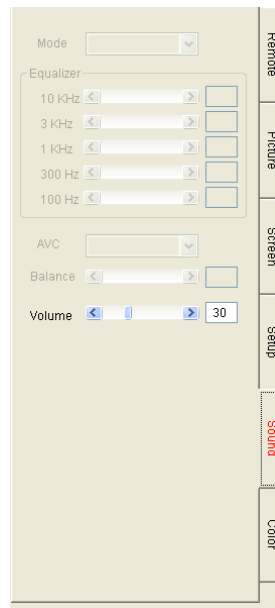 Mode
Equalizer
10 KHz
3 KHz
1 KHz
300 Hz
100 Hz
AVC
Balance
Volume 30
Remote
Picture
Screen
Setup
Sound
Color